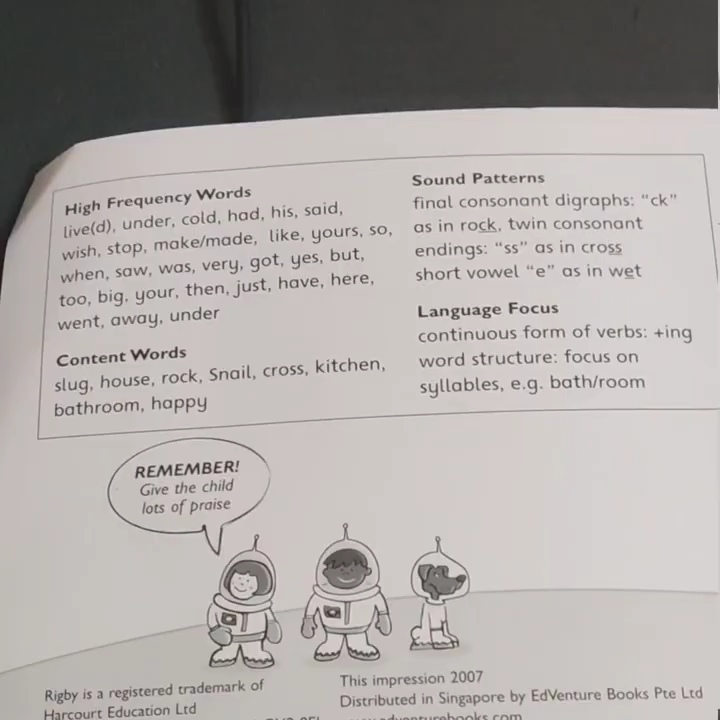 High Frequency Words
live(d), under, cold, had, his, said,
wish, stop, make/made, like, yours, so,
when, saw, was, very, got, yes, but,
too, big, your, then, just, have, here,
went, away, under
Content Words
slug, house, rock, Snail, cross, kitchen,
bathroom, happy
Sound Patterns
final consonant digraphs: "ck"
as in rock, twin consonant
endings: "ss" as in cross
short vowel "e" as in wet
Language Focus
continuous form of verbs: +ing
word structure: focus on
syllables, e.g. bath/room
REMEMBER!
Give the child
lots of praise
Rigby is a registered trademark of
Harcourt Education Ltd
This impression 2007
Distributed in Singapore by EdVenture Books Pte Ltd